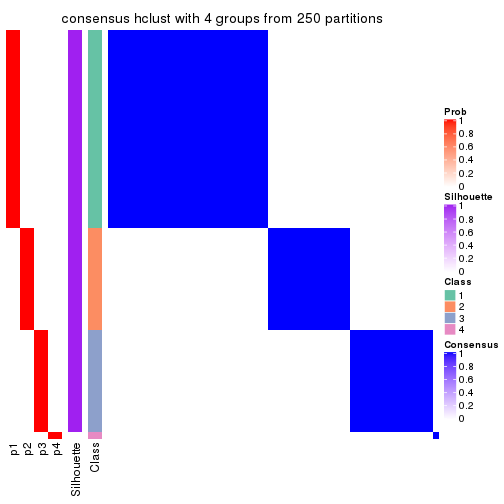 consensus hclust with 4 groups from 250 partitions
Prob
1
0.8
0.6
0.4
0.2
0
Silhouette
1
0.8
0.6
0.4
0.2
0
Class
1
2
3
4
Consensus
1
0.8
0.6
0.4
0.2
0
p1
p2
p3
p4
Silhouette
Class